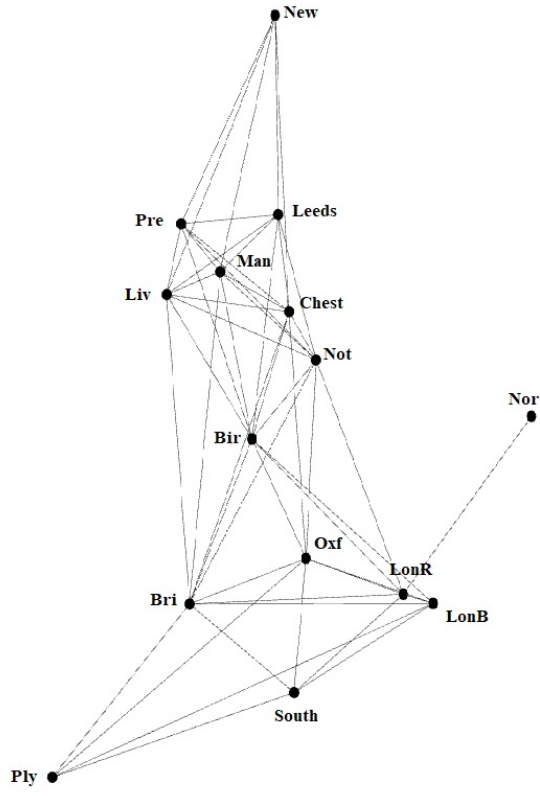 New
Leeds
Pre
Man
Liv
Chest
Not
Nor
Bir
Oxf
LonR
Bri
LonB
South
Ply